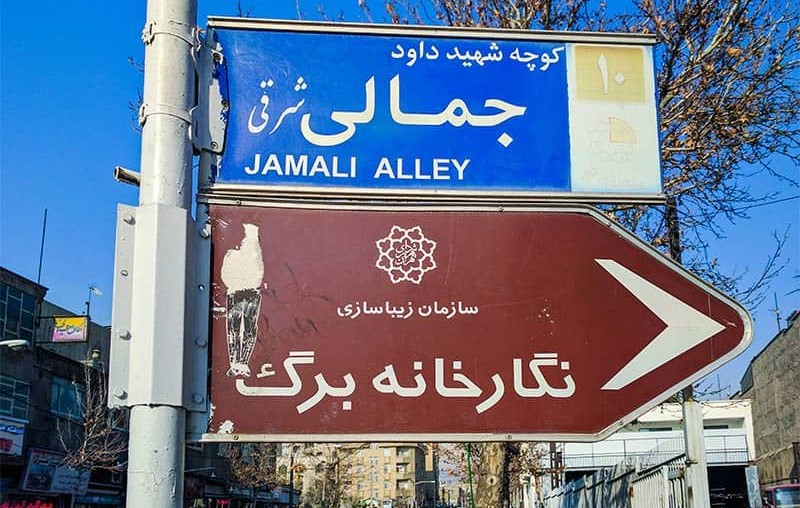 کوچه شهید داود
جمالی شرقی
JAMALI ALLEY
۱۰
سازمان زیباسازی
نگارخانه برگ